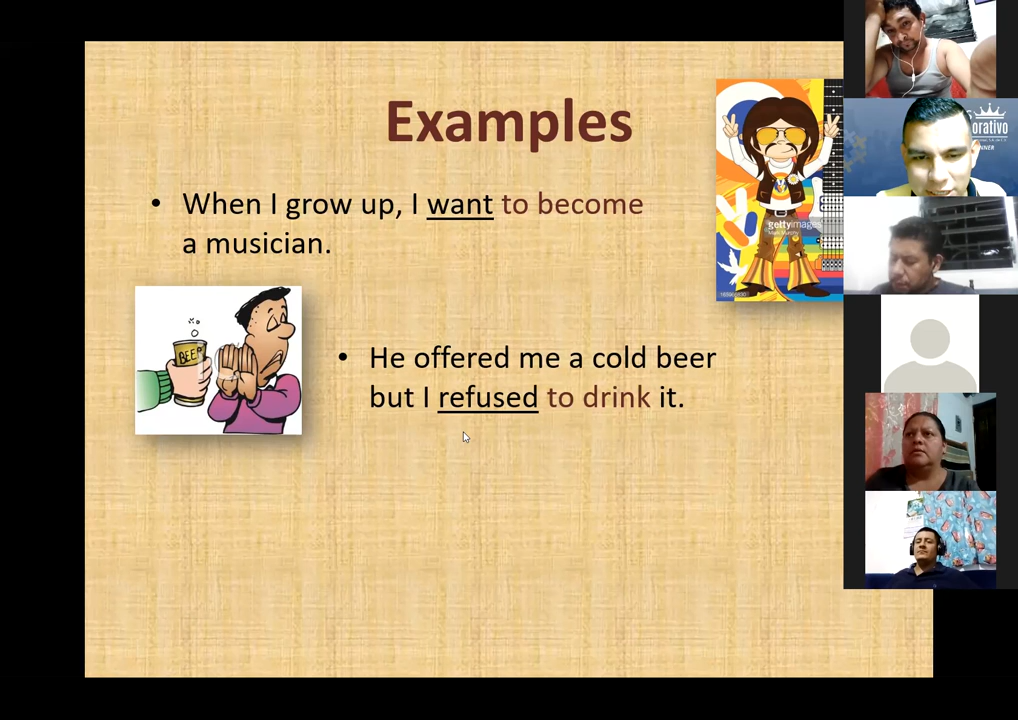 Examples
• When I grow up, I want to become
a musician.
gettyimages
BEER
• He offered me a cold beer
but I refused to drink it.
orativo